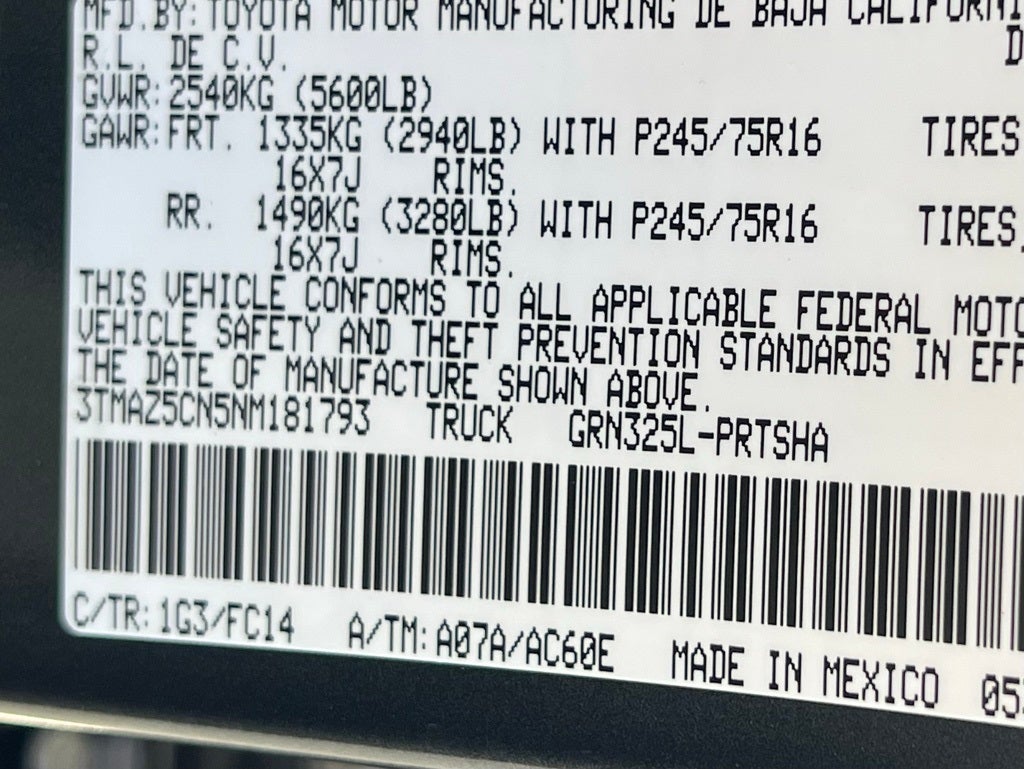 MFD.BY:TOYOTA MOTOR MANUFACTURING DE BAJA CALIFORNI
R.L. DE C.V. D
GVWR:2540KG (5600LB)
GAWR:FRT. 1335KG (2940LB) WITH P245/75R16 TIRES
16X7J RIMS.
RR. 1490KG (3280LB) WITH P245/75R16 TIRES,
16X7J RIMS.
THIS VEHICLE CONFORMS TO ALL APPLICABLE FEDERAL MOTO
VEHICLE SAFETY AND THEFT PREVENTION STANDARDS IN EFF
THE DATE OF MANUFACTURE SHOWN ABOVE.
3TMAZ5CN5NM181793 TRUCK GRN325L-PRTSHA
C/TR:1G3/FC14 A/TM:A07A/AC60E MADE IN MEXICO 05